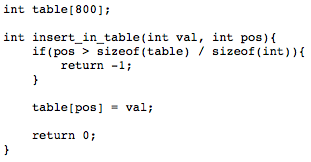 int table[800];
int insert_in_table(int val, int pos){
if(pos > sizeof(table) / sizeof(int)){
return -1;
}
table[pos] = val;
return 0;
}